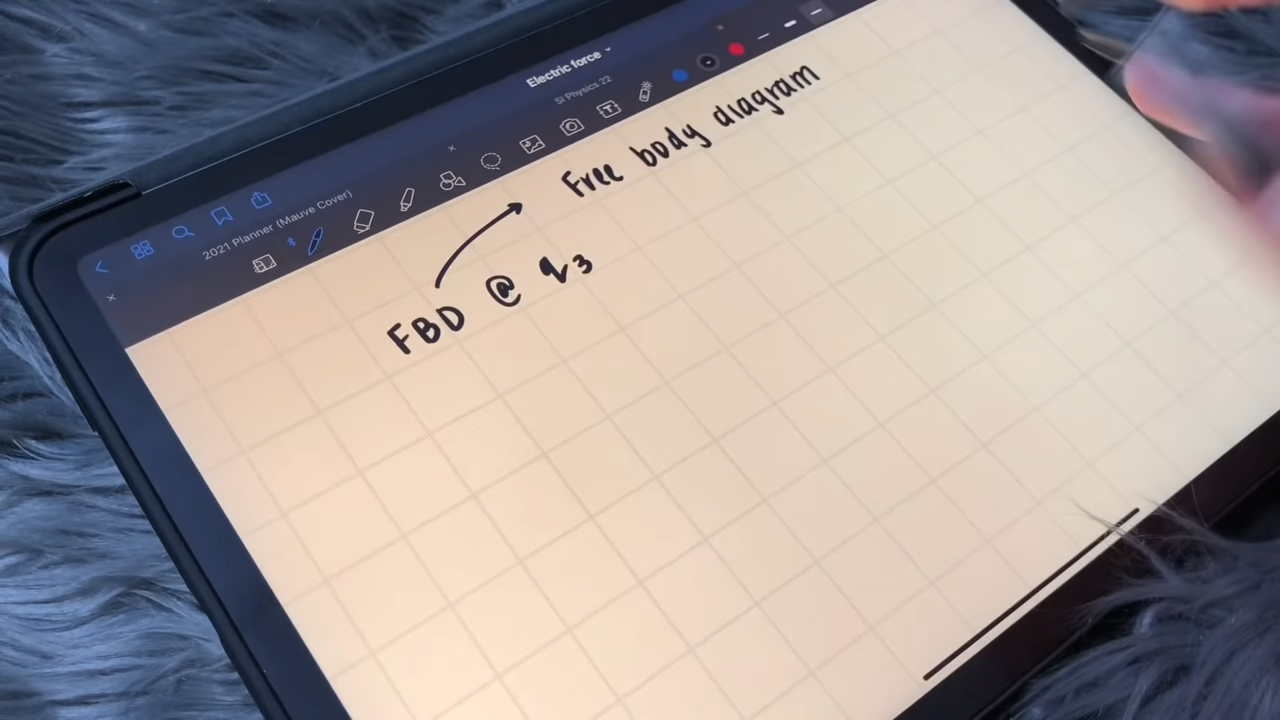 Electric force
SI Physics 22
2021 Planner (Mauve Cover)
Free body diagram
FBD @ q3